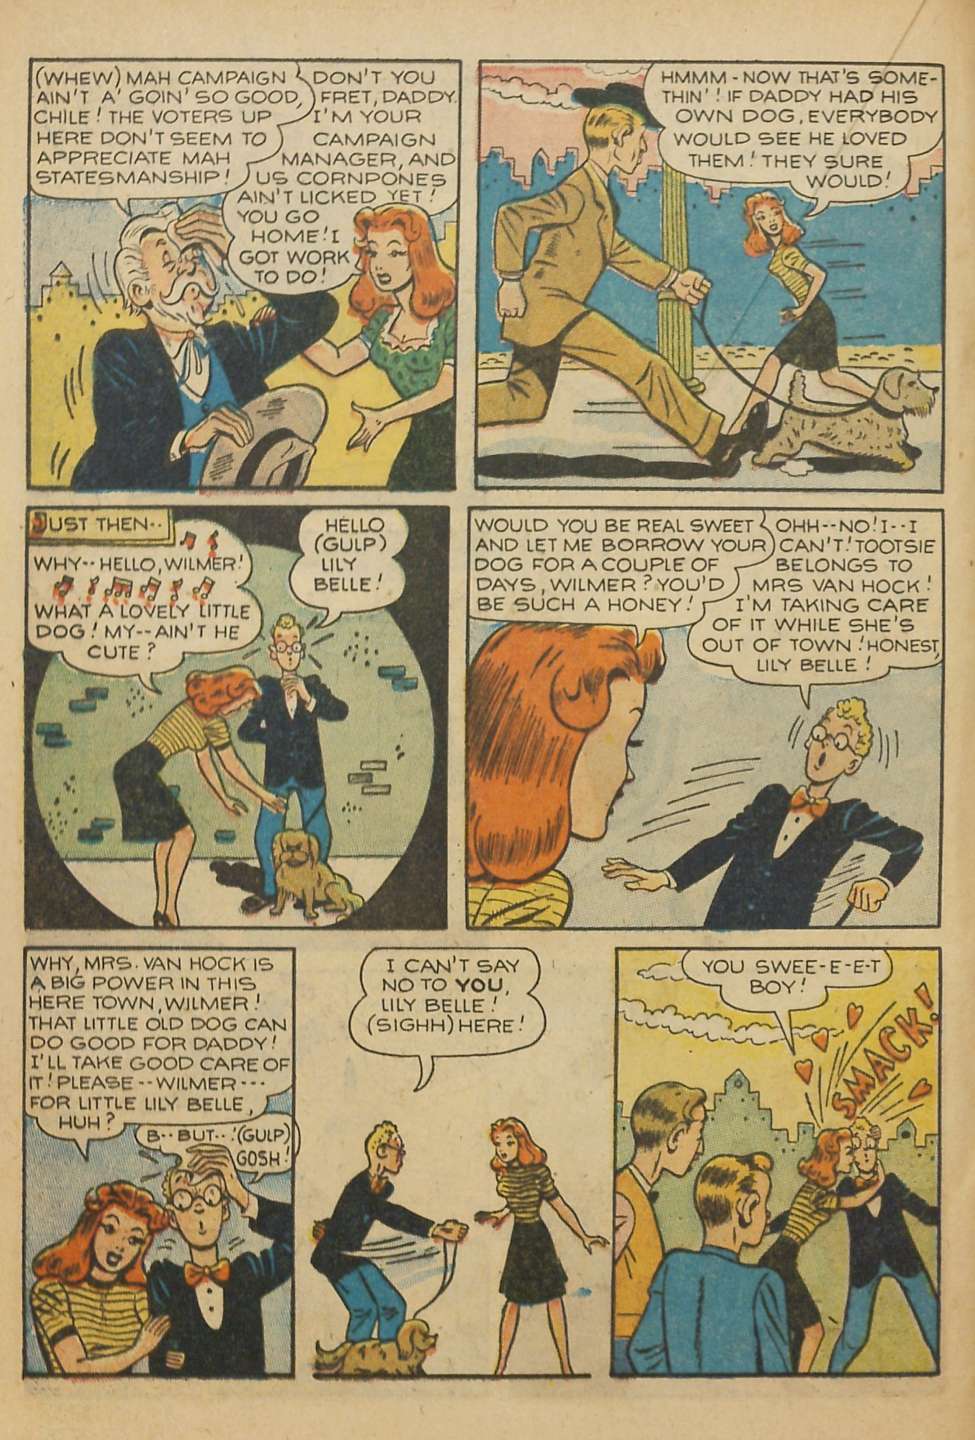 (WHEW) MAH CAMPAIGN
AIN'T A' GOIN' SO GOOD,
CHILE! THE VOTERS UP
HERE DON'T SEEM TO
APPRECIATE MAH
STATESMANSHIP!
DON'T YOU
FRET, DADDY.
I'M YOUR
CAMPAIGN
MANAGER, AND
US CORNPONES
AIN'T LICKED YET!
YOU GO
HOME! I
GOT WORK
TO DO!
HMMM - NOW THAT'S SOME-
THIN'! IF DADDY HAD HIS
OWN DOG, EVERYBODY
WOULD SEE HE LOVED
THEM! THEY SURE
WOULD!
JUST THEN--
WHY-- HELLO, WILMER!
WHAT A LOVELY LITTLE
DOG! MY-- AIN'T HE
CUTE?
HELLO
(GULP)
LILY
BELLE!
WOULD YOU BE REAL SWEET
AND LET ME BORROW YOUR
DOG FOR A COUPLE OF
DAYS, WILMER? YOU'D
BE SUCH A HONEY!
OHH--NO! I--I
CAN'T! TOOTSIE
BELONGS TO
MRS VAN HOCK!
I'M TAKING CARE
OF IT WHILE SHE'S
OUT OF TOWN! HONEST,
LILY BELLE!
WHY, MRS. VAN HOCK IS
A BIG POWER IN THIS
HERE TOWN, WILMER!
THAT LITTLE OLD DOG CAN
DO GOOD FOR DADDY!
I'LL TAKE GOOD CARE OF
IT! PLEASE -- WILMER ---
FOR LITTLE LILY BELLE,
HUH?
B-- BUT--! (GULP)
GOSH!
I CAN'T SAY
NO TO YOU,
LILY BELLE!
(SIGHH) HERE!
YOU SWEE-E-E-T
BOY!
SMACK!